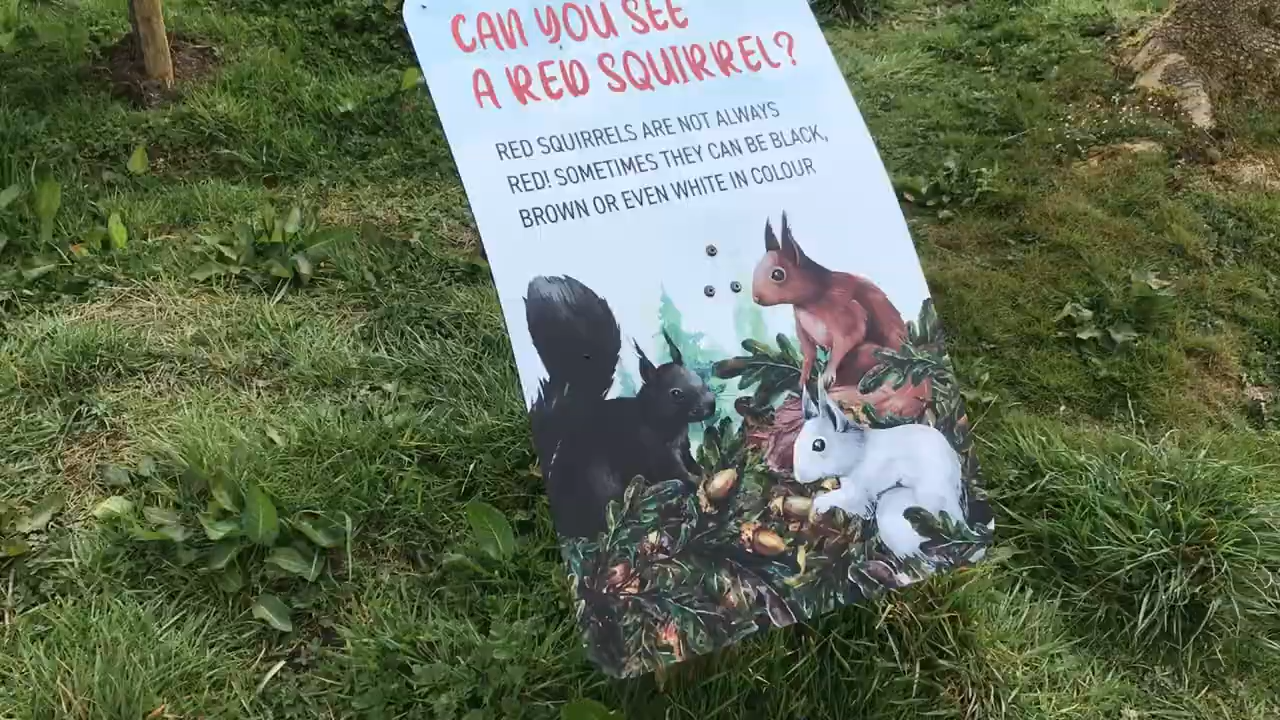 CAN YOU SEE
A RED SQUIRREL?
RED SQUIRRELS ARE NOT ALWAYS
RED! SOMETIMES THEY CAN BE BLACK,
BROWN OR EVEN WHITE IN COLOUR